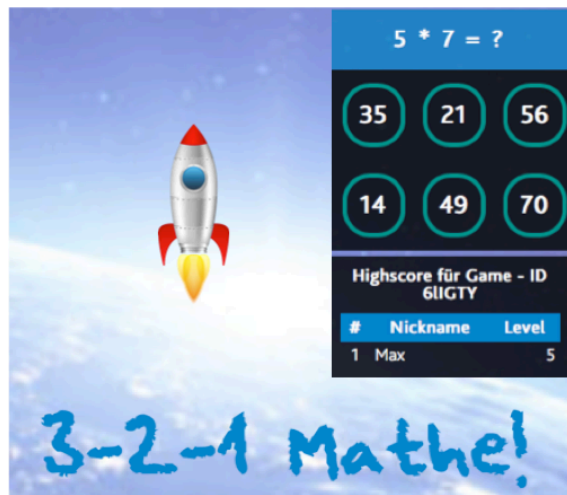 5 * 7 = ?
35 21 56
14 49 70
Highscore für Game - ID
6lIGTY
# Nickname Level
1 Max 5
3-2-1 Mathe!